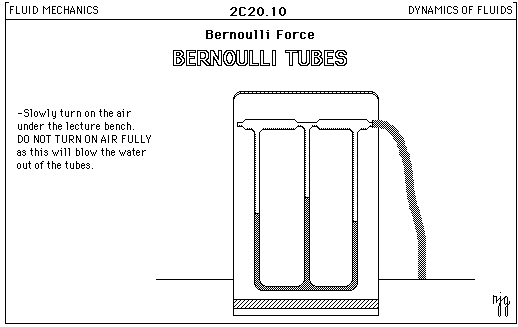 FLUID MECHANICS
2C20.10
DYNAMICS OF FLUIDS
Bernoulli Force
BERNOULLI TUBES
-Slowly turn on the air
under the lecture bench.
DO NOT TURN ON AIR FULLY
as this will blow the water
out of the tubes.
njg